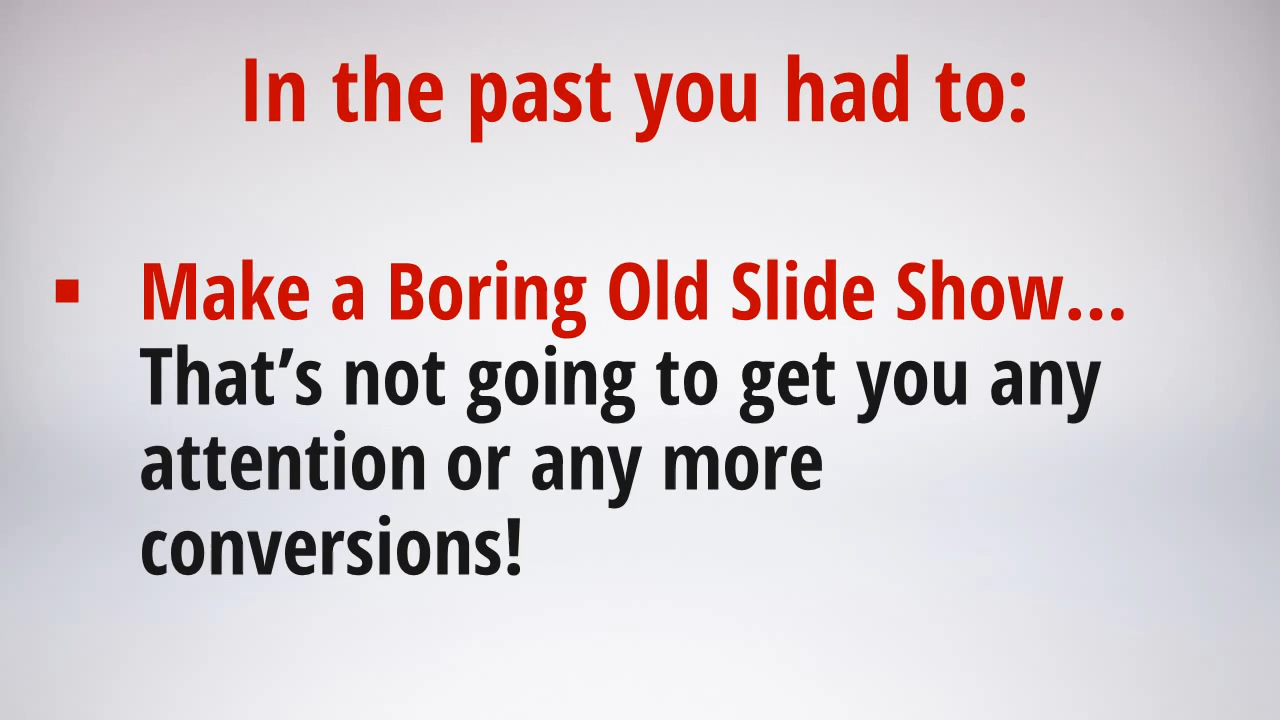 In the past you had to:
▪ Make a Boring Old Slide Show...
That’s not going to get you any
attention or any more
conversions!